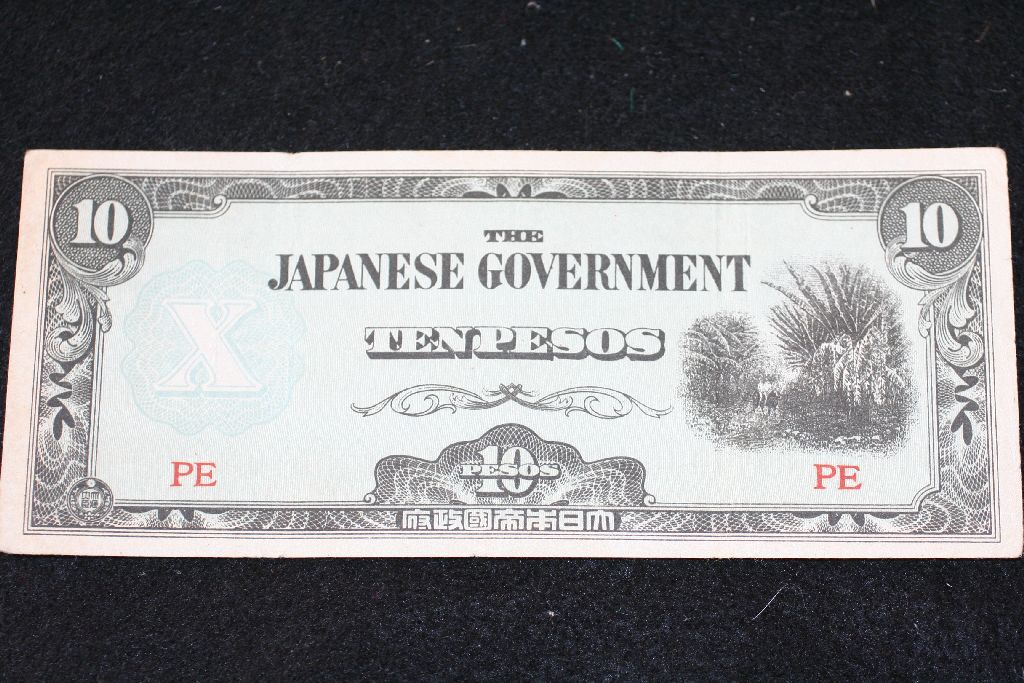 10 10
THE
JAPANESE GOVERNMENT
TEN PESOS
X
PE PE
10
PESOS
府政國帝本日大